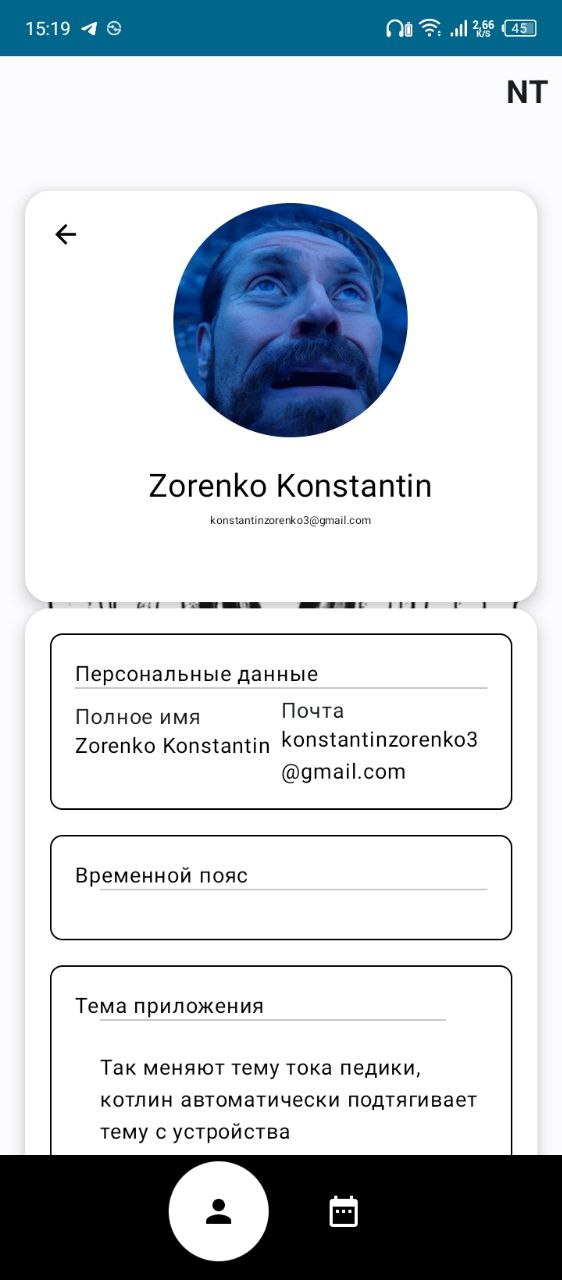 15:19
2,66
K/S
45
NT
Zorenko Konstantin
konstantinzorenko3@gmail.com
Персональные данные
Полное имя
Zorenko Konstantin
Почта
konstantinzorenko3
@gmail.com
Временной пояс
Тема приложения
Так меняют тему тока педики,
котлин автоматически подтягивает
тему с устройства